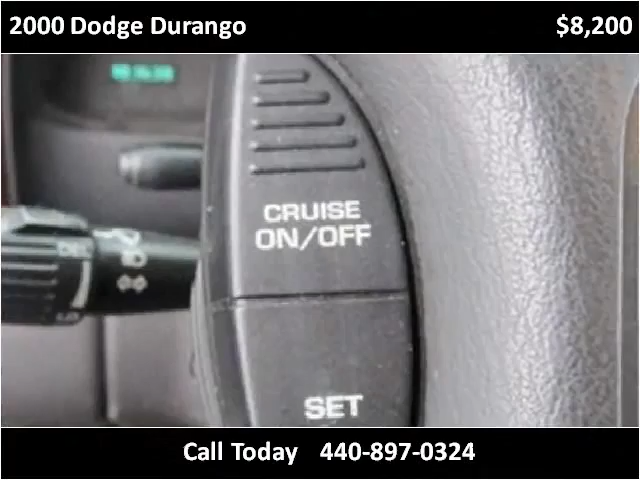 2000 Dodge Durango $8,200
CRUISE
ON/OFF
SET
Call Today 440-897-0324